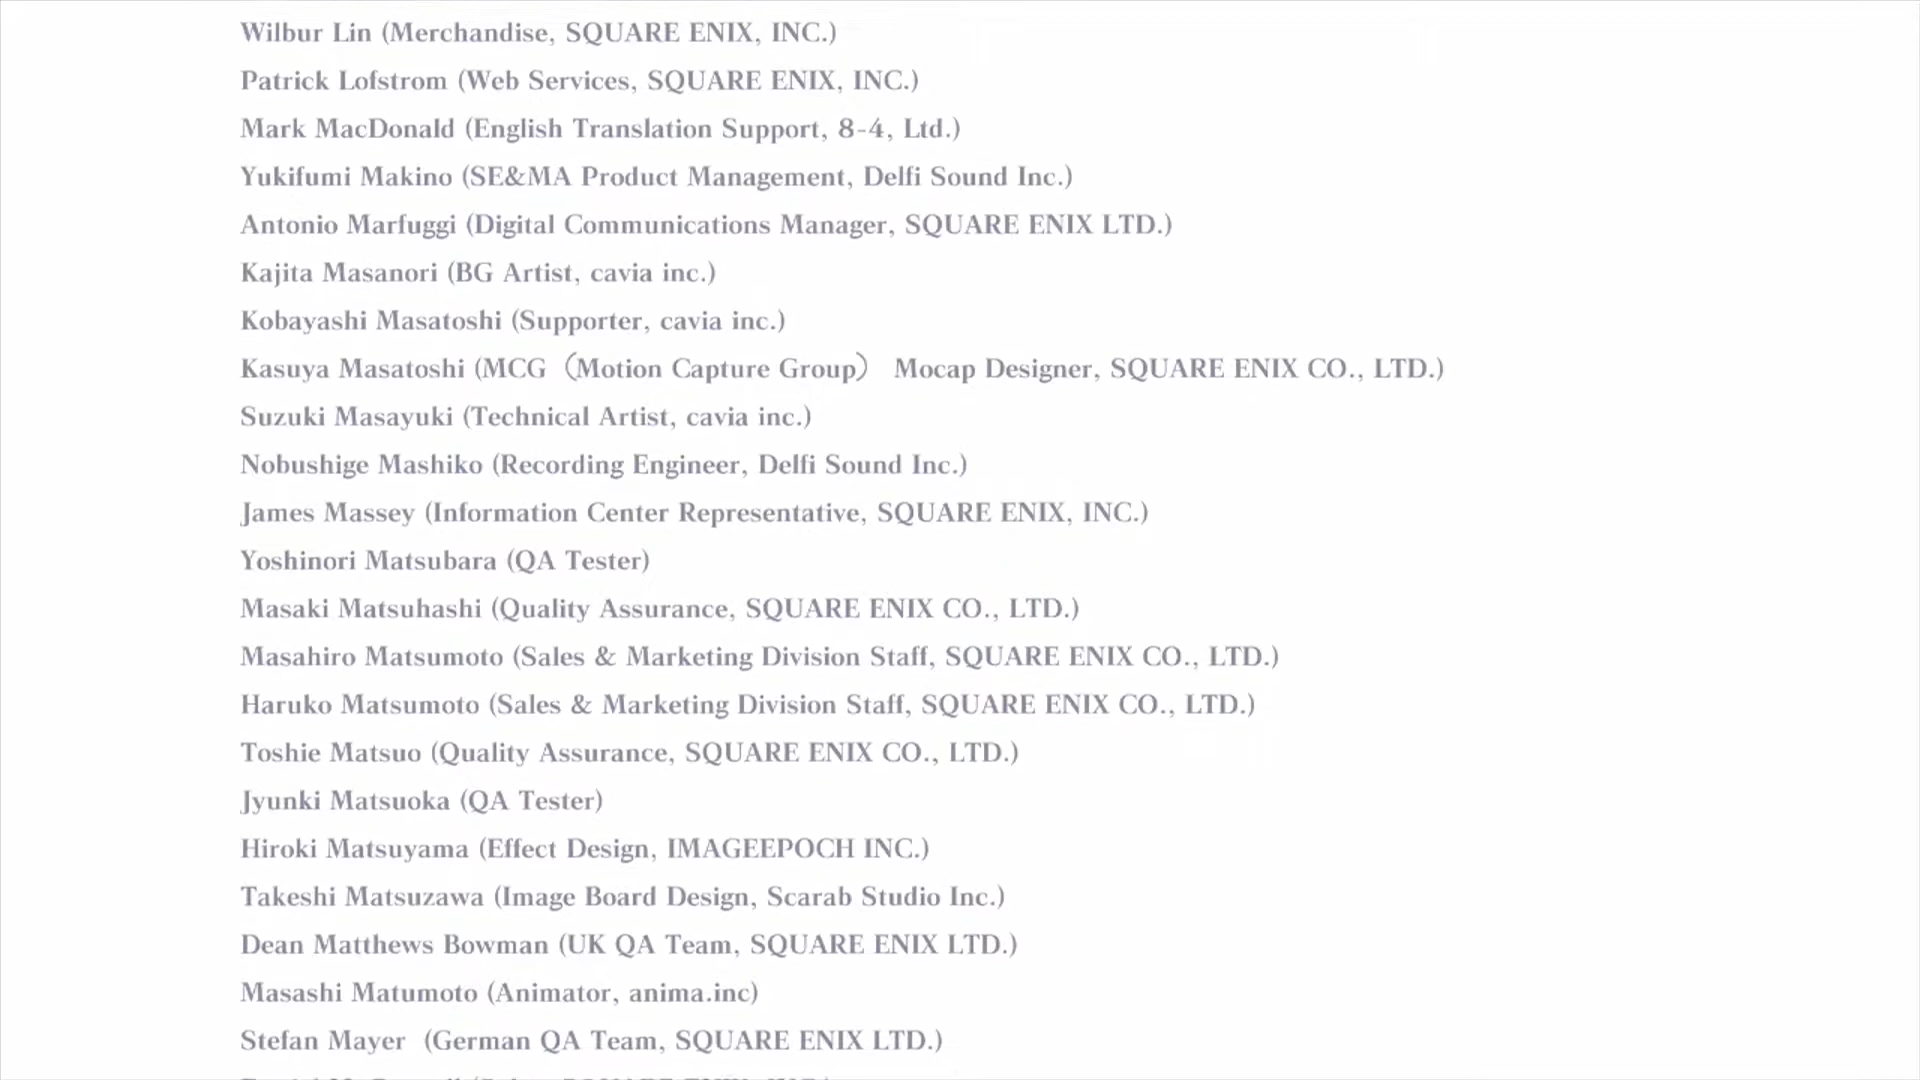 Wilbur Lin (Merchandise, SQUARE ENIX, INC.)
Patrick Lofstrom (Web Services, SQUARE ENIX, INC.)
Mark MacDonald (English Translation Support, 8-4, Ltd.)
Yukifumi Makino (SE&MA Product Management, Delfi Sound Inc.)
Antonio Marfuggi (Digital Communications Manager, SQUARE ENIX LTD.)
Kajita Masanori (BG Artist, cavia inc.)
Kobayashi Masatoshi (Supporter, cavia inc.)
Kasuya Masatoshi (MCG（Motion Capture Group） Mocap Designer, SQUARE ENIX CO., LTD.)
Suzuki Masayuki (Technical Artist, cavia inc.)
Nobushige Mashiko (Recording Engineer, Delfi Sound Inc.)
James Massey (Information Center Representative, SQUARE ENIX, INC.)
Yoshinori Matsubara (QA Tester)
Masaki Matsuhashi (Quality Assurance, SQUARE ENIX CO., LTD.)
Masahiro Matsumoto (Sales & Marketing Division Staff, SQUARE ENIX CO., LTD.)
Haruko Matsumoto (Sales & Marketing Division Staff, SQUARE ENIX CO., LTD.)
Toshie Matsuo (Quality Assurance, SQUARE ENIX CO., LTD.)
Jyunki Matsuoka (QA Tester)
Hiroki Matsuyama (Effect Design, IMAGEEPOCH INC.)
Takeshi Matsuzawa (Image Board Design, Scarab Studio Inc.)
Dean Matthews Bowman (UK QA Team, SQUARE ENIX LTD.)
Masashi Matumoto (Animator, anima.inc)
Stefan Mayer (German QA Team, SQUARE ENIX LTD.)